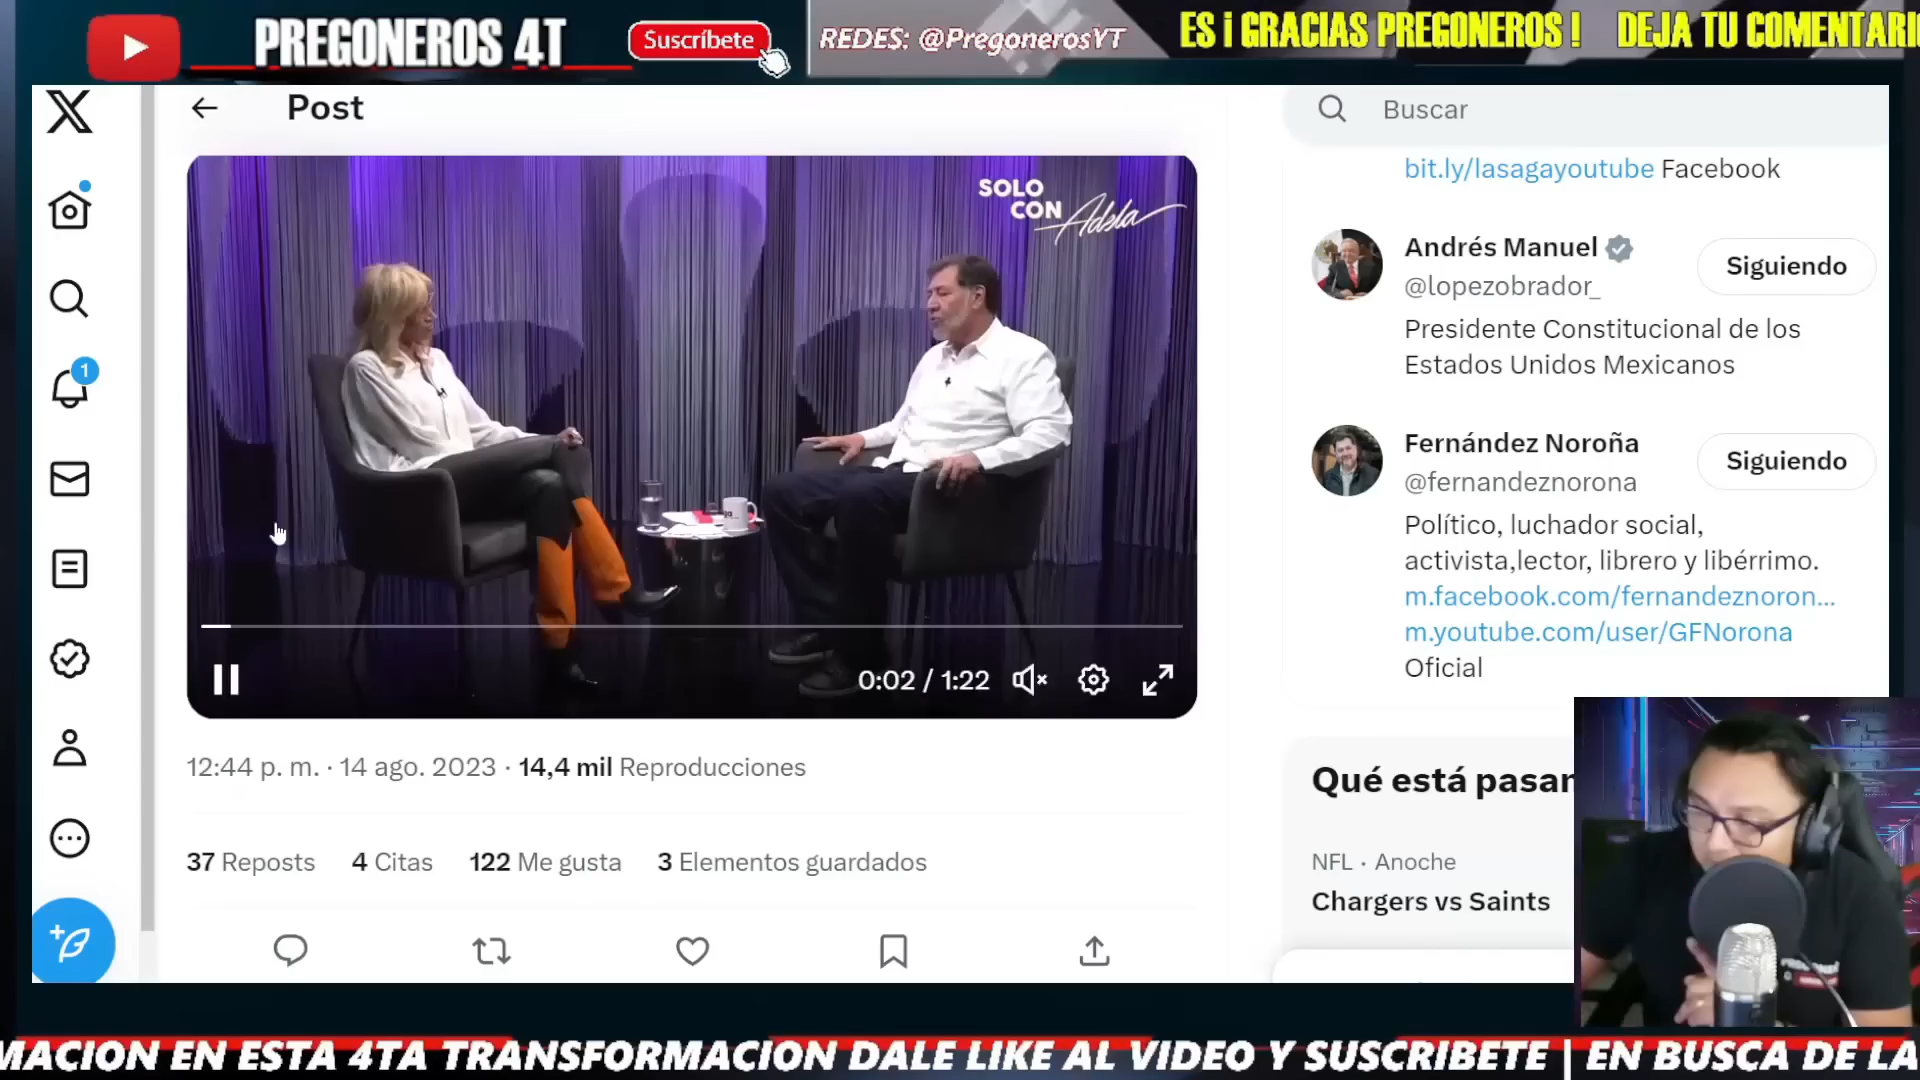 PREGONEROS 4T
Suscríbete
REDES: @PregonerosYT
ES ¡ GRACIAS PREGONEROS ! DEJA TU COMENTARI
Post
Buscar
SOLO
CON Adela
bit.ly/lasagayoutube Facebook
Andrés Manuel
@lopezobrador_
Siguiendo
Presidente Constitucional de los
Estados Unidos Mexicanos
Fernández Noroña
@fernandeznorona
Siguiendo
Político, luchador social,
activista,lector, librero y libérrimo.
m.facebook.com/fernandeznoron...
m.youtube.com/user/GFNorona
Oficial
1
0:02 / 1:22
12:44 p. m. · 14 ago. 2023 · 14,4 mil Reproducciones
37 Reposts 4 Citas 122 Me gusta 3 Elementos guardados
Qué está pasan
NFL · Anoche
Chargers vs Saints
MACION EN ESTA 4TA TRANSFORMACION DALE LIKE AL VIDEO Y SUSCRIBETE | EN BUSCA DE LA